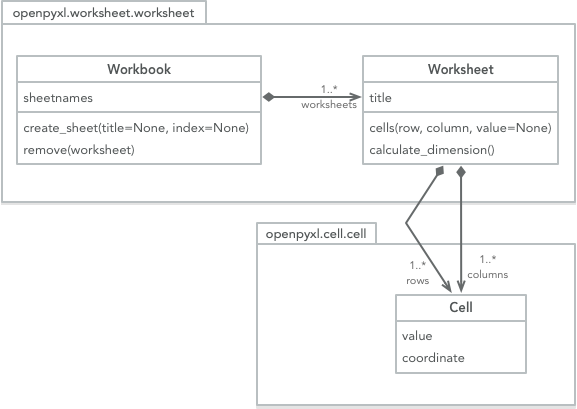 openpyxl.worksheet.worksheet
Workbook
sheetnames
create_sheet(title=None, index=None)
remove(worksheet)
1..*
worksheets
Worksheet
title
cells(row, column, value=None)
calculate_dimension()
openpyxl.cell.cell
1..*
rows
1..*
columns
Cell
value
coordinate